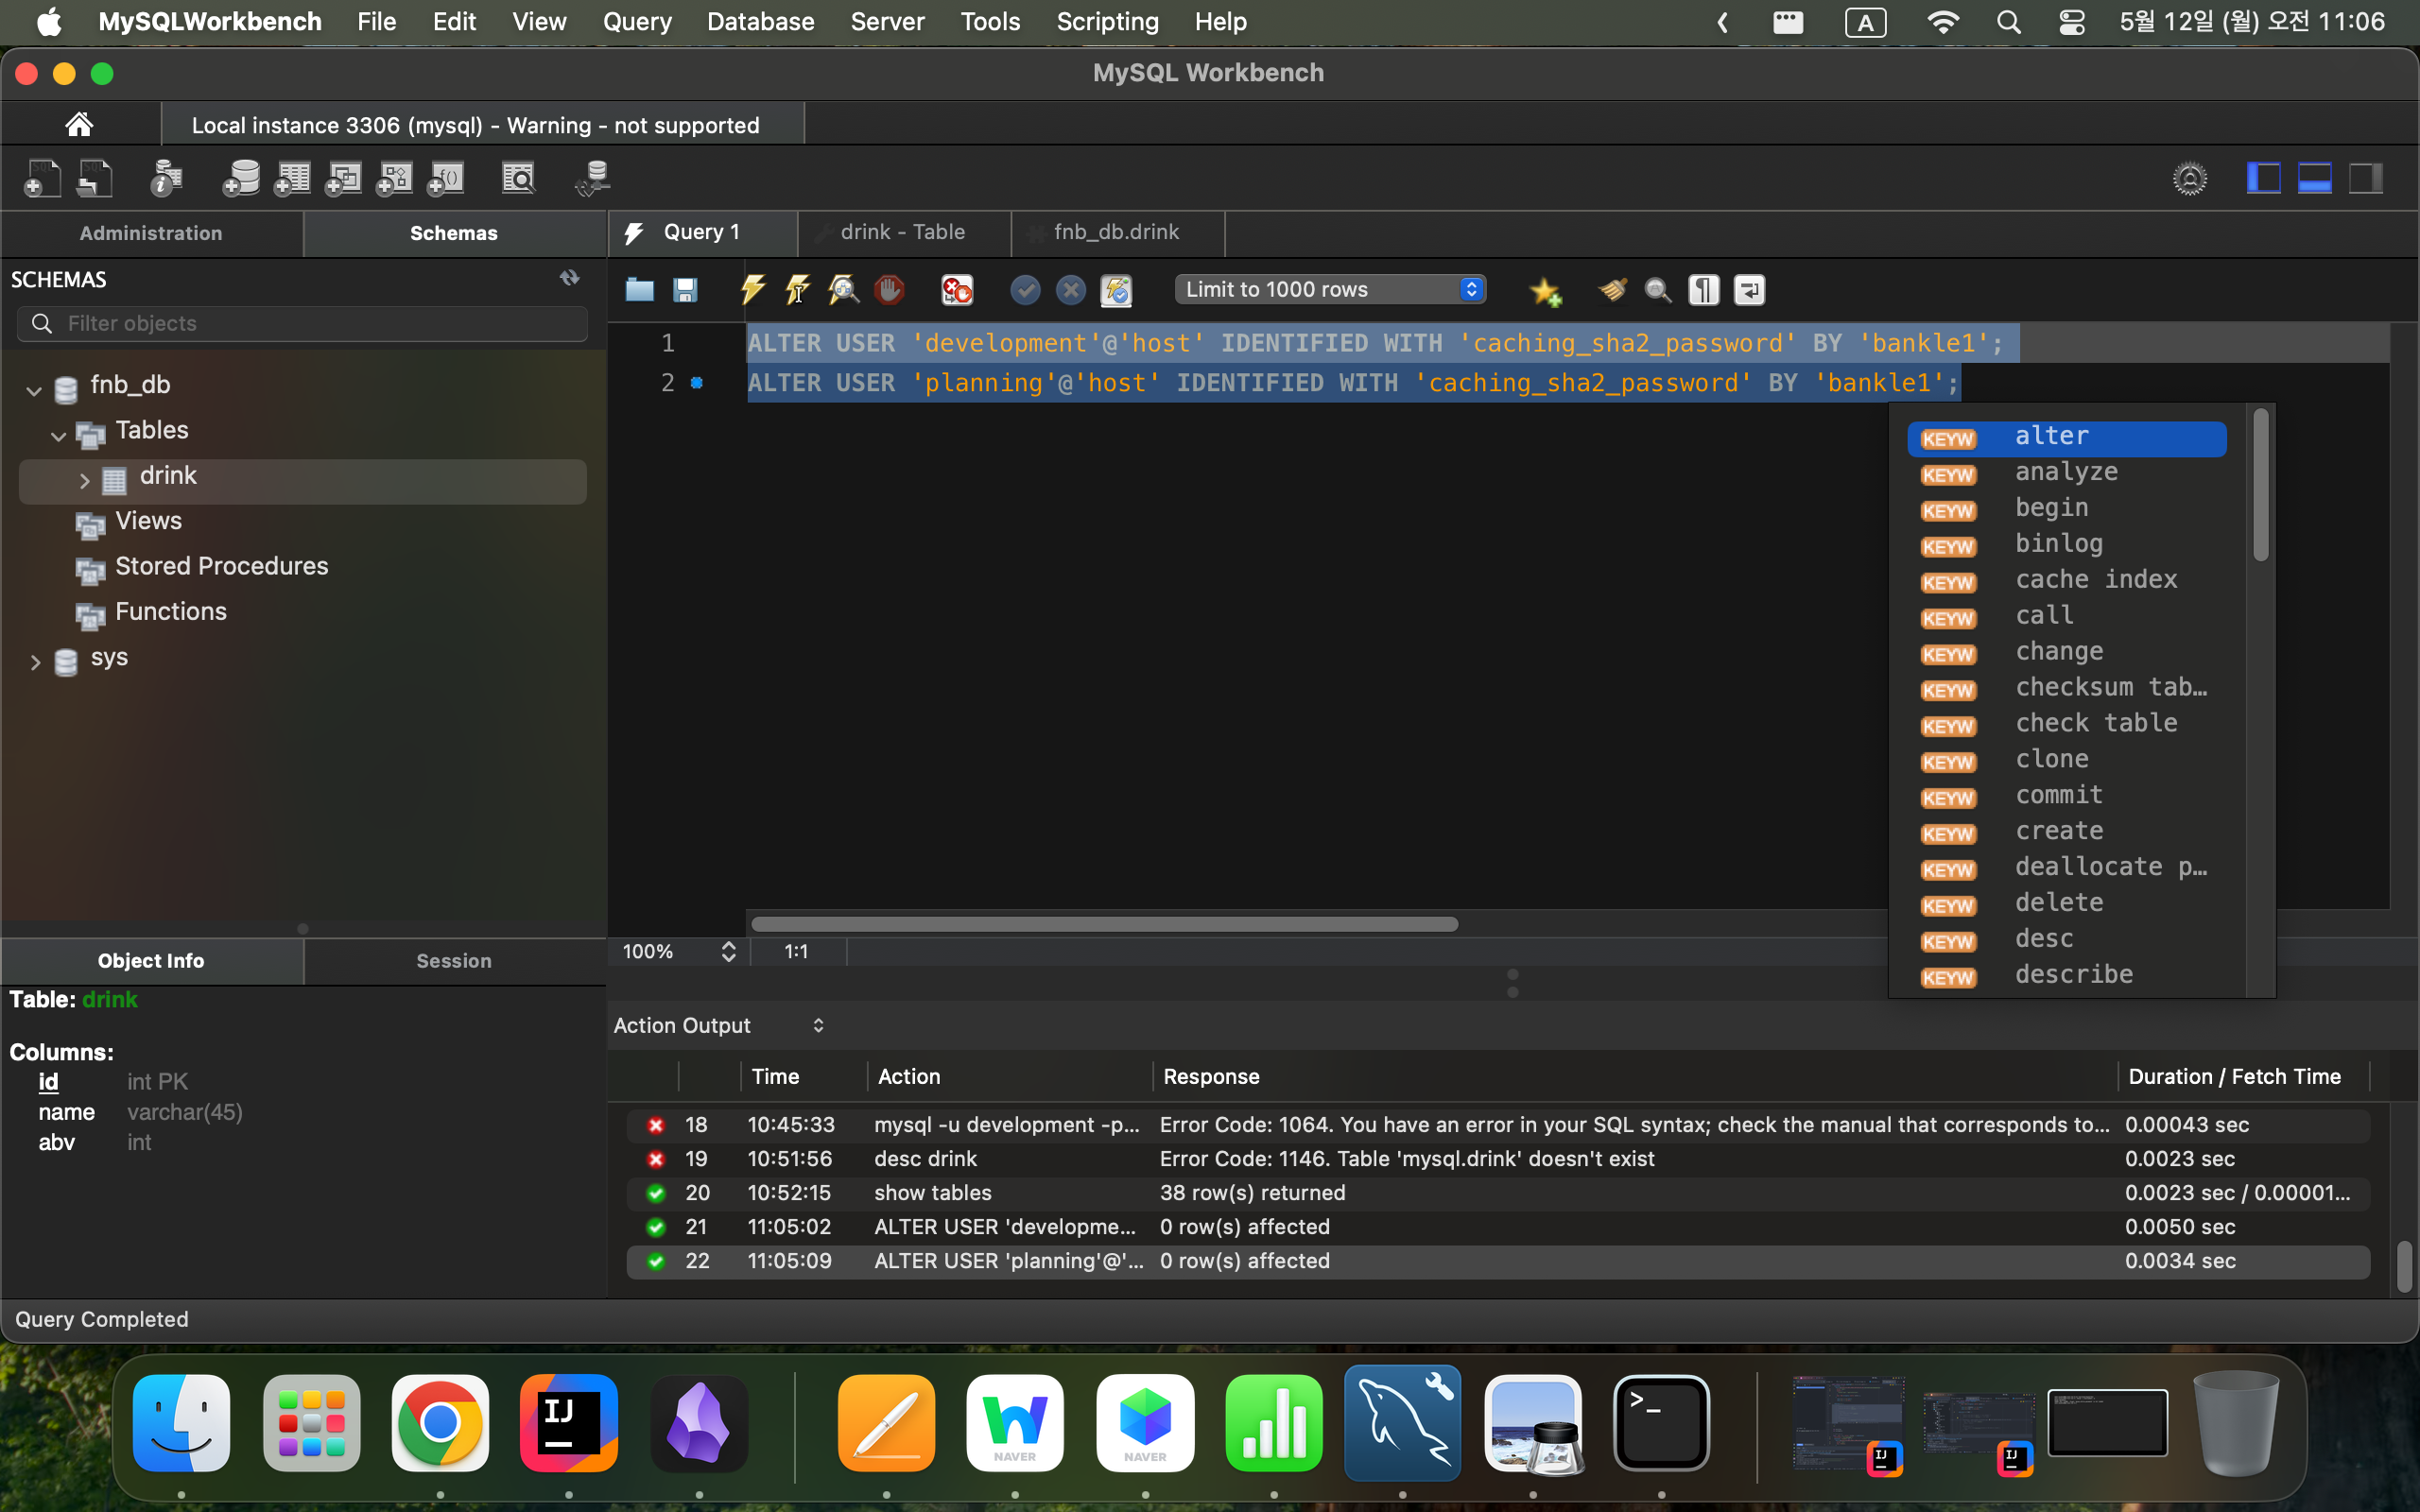 MySQLWorkbench File Edit View Query Database Server Tools Scripting Help A 5월 12일 (월) 오전 11:06
MySQL Workbench
Local instance 3306 (mysql) - Warning - not supported
Administration Schemas Query 1 drink - Table fnb_db.drink
SCHEMAS
Limit to 1000 rows
Filter objects
1 ALTER USER 'development'@'host' IDENTIFIED WITH 'caching_sha2_password' BY 'bankle1';
2 ALTER USER 'planning'@'host' IDENTIFIED WITH 'caching_sha2_password' BY 'bankle1';
fnb_db
Tables
drink
Views
Stored Procedures
Functions
sys
KEYW alter
KEYW analyze
KEYW begin
KEYW binlog
KEYW cache index
KEYW call
KEYW change
KEYW checksum tab…
KEYW check table
KEYW clone
KEYW commit
KEYW create
KEYW deallocate p…
KEYW delete
KEYW desc
KEYW describe
100% 1:1
Object Info Session
Table: drink
Columns:
id int PK
name varchar(45)
abv int
Action Output
Time Action Response Duration / Fetch Time
18 10:45:33 mysql -u development -p... Error Code: 1064. You have an error in your SQL syntax; check the manual that corresponds to... 0.00043 sec
19 10:51:56 desc drink Error Code: 1146. Table 'mysql.drink' doesn't exist 0.0023 sec
20 10:52:15 show tables 38 row(s) returned 0.0023 sec / 0.00001...
21 11:05:02 ALTER USER 'developme... 0 row(s) affected 0.0050 sec
22 11:05:09 ALTER USER 'planning'@'... 0 row(s) affected 0.0034 sec
Query Completed
IJ
NAVER
NAVER